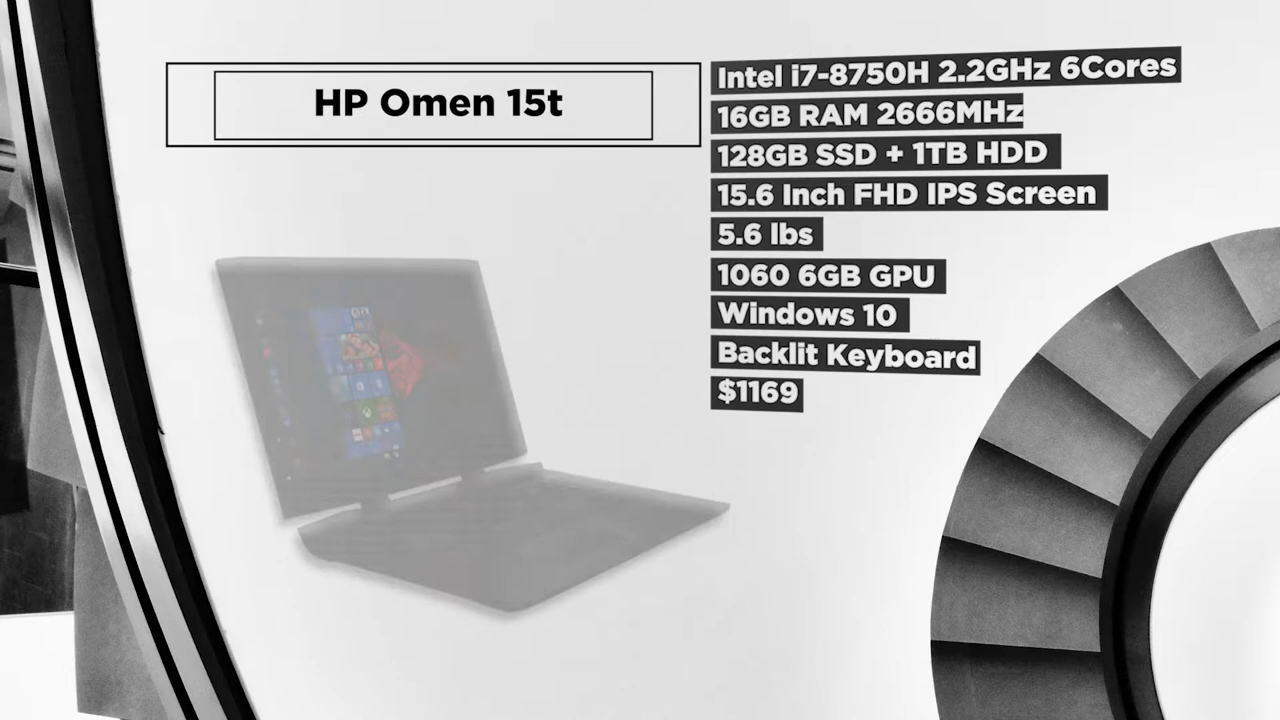 HP Omen 15t
Intel i7-8750H 2.2GHz 6Cores
16GB RAM 2666MHz
128GB SSD + 1TB HDD
15.6 Inch FHD IPS Screen
5.6 lbs
1060 6GB GPU
Windows 10
Backlit Keyboard
$1169